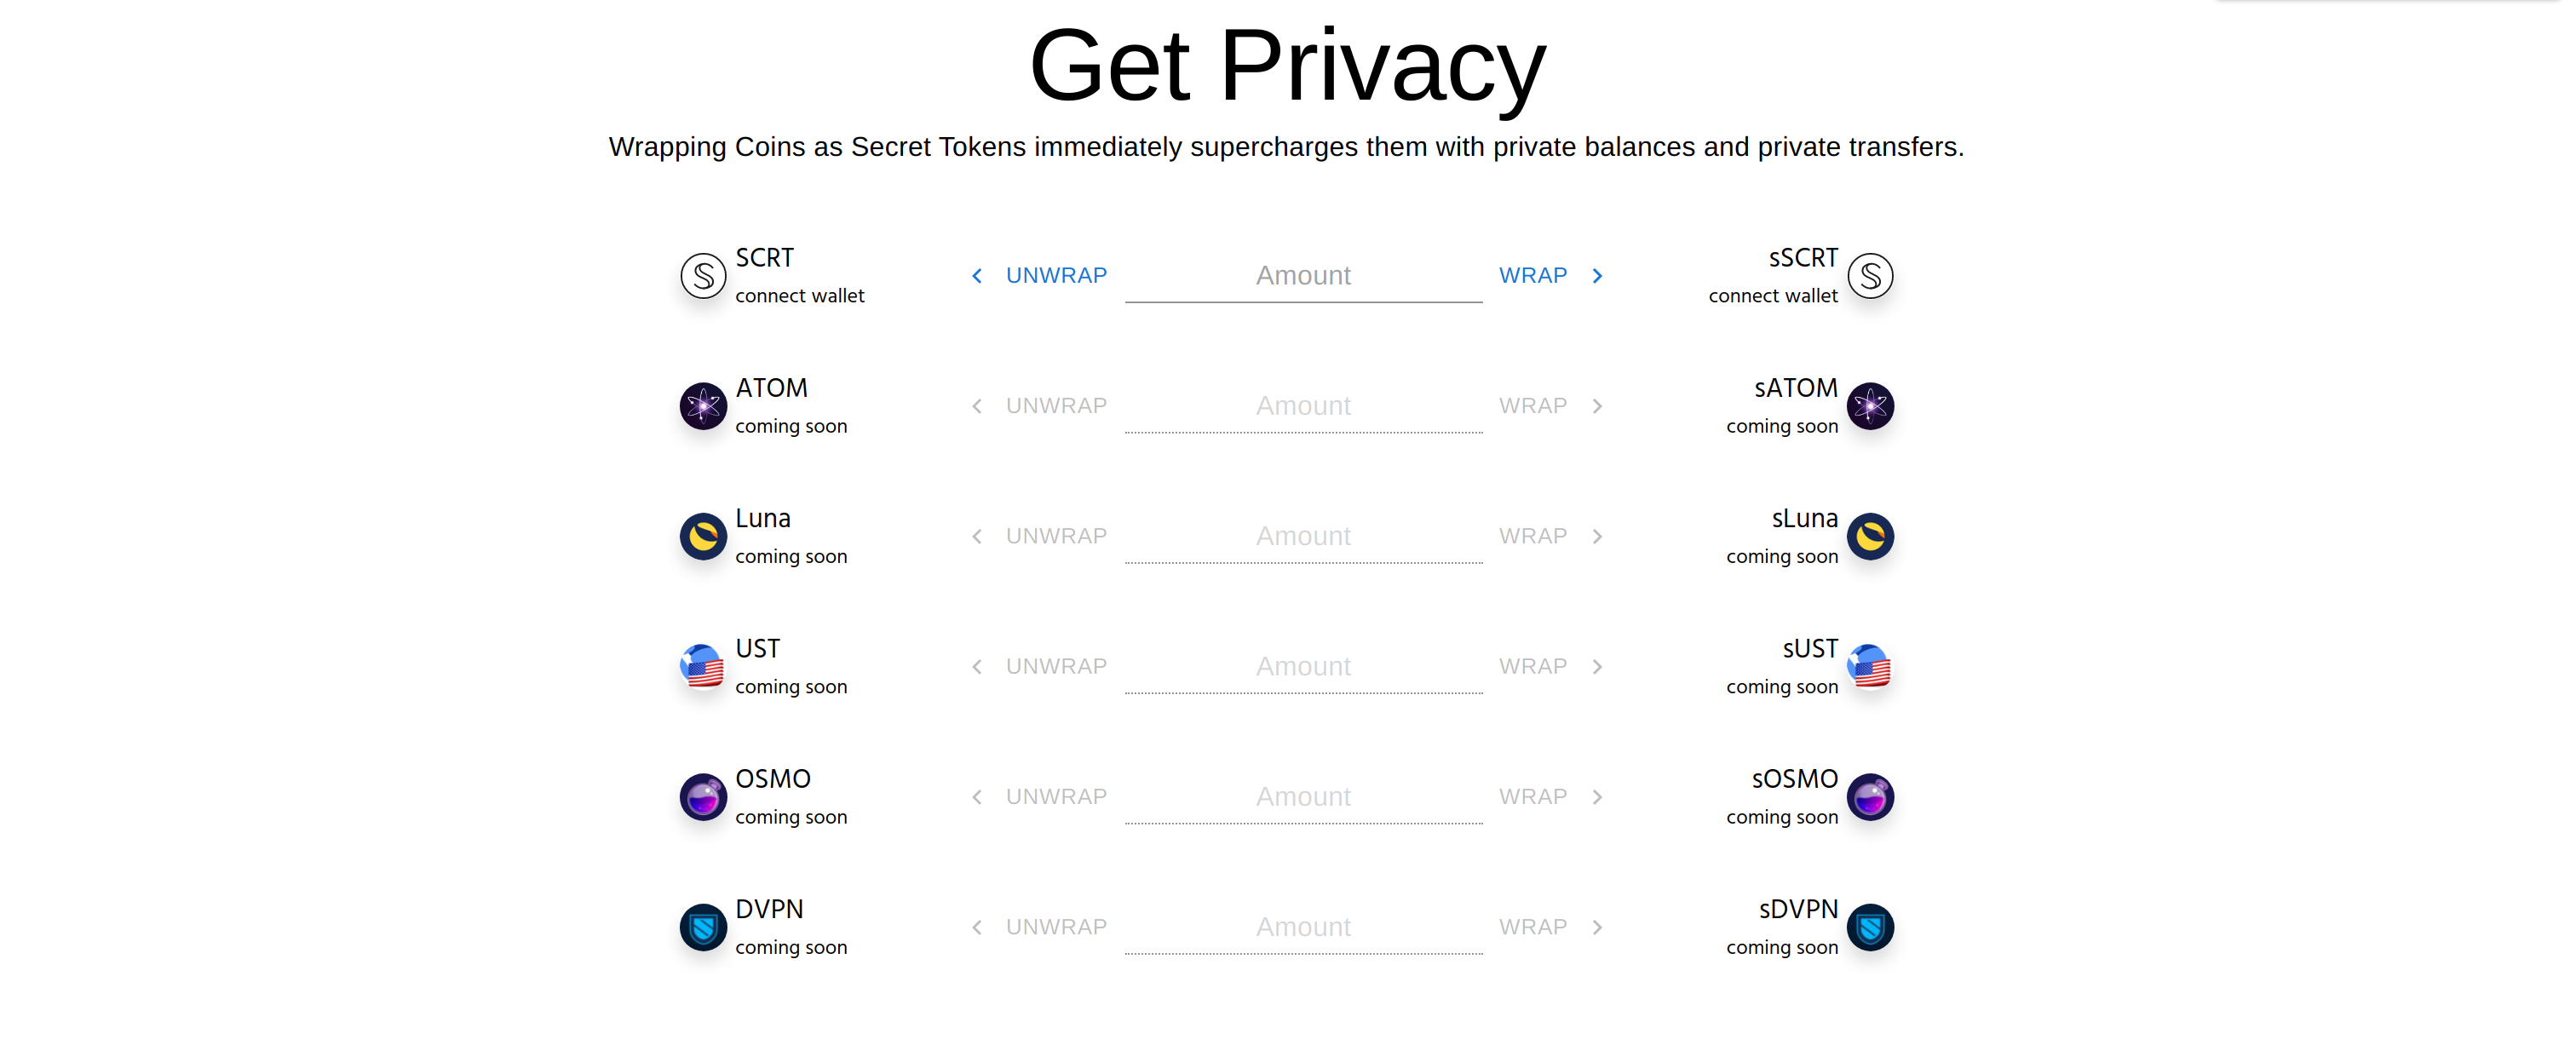 Get Privacy
Wrapping Coins as Secret Tokens immediately supercharges them with private balances and private transfers.
SCRT
connect wallet
UNWRAP
Amount
WRAP
sSCRT
connect wallet
ATOM
coming soon
UNWRAP
Amount
WRAP
sATOM
coming soon
Luna
coming soon
UNWRAP
Amount
WRAP
sLuna
coming soon
UST
coming soon
UNWRAP
Amount
WRAP
sUST
coming soon
OSMO
coming soon
UNWRAP
Amount
WRAP
sOSMO
coming soon
DVPN
coming soon
UNWRAP
Amount
WRAP
sDVPN
coming soon